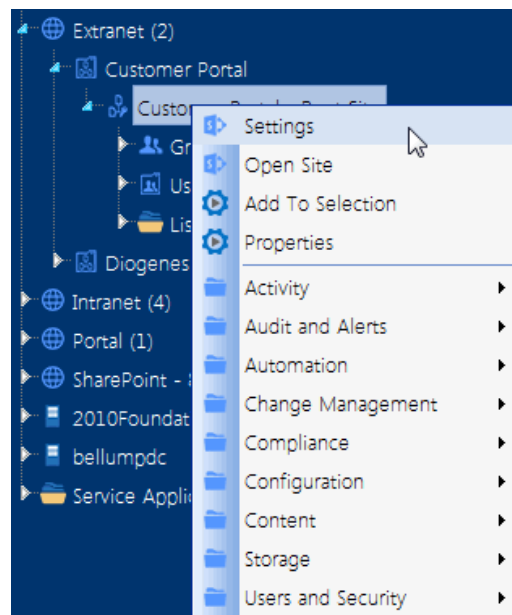 Extranet (2)
Customer Portal
Settings
Open Site
Add To Selection
Properties
Diogenes
Activity
Intranet (4)
Audit and Alerts
Portal (1)
Automation
SharePoint -
Change Management
Compliance
bellumpdc
Configuration
Service
Content
Storage
Users and Security